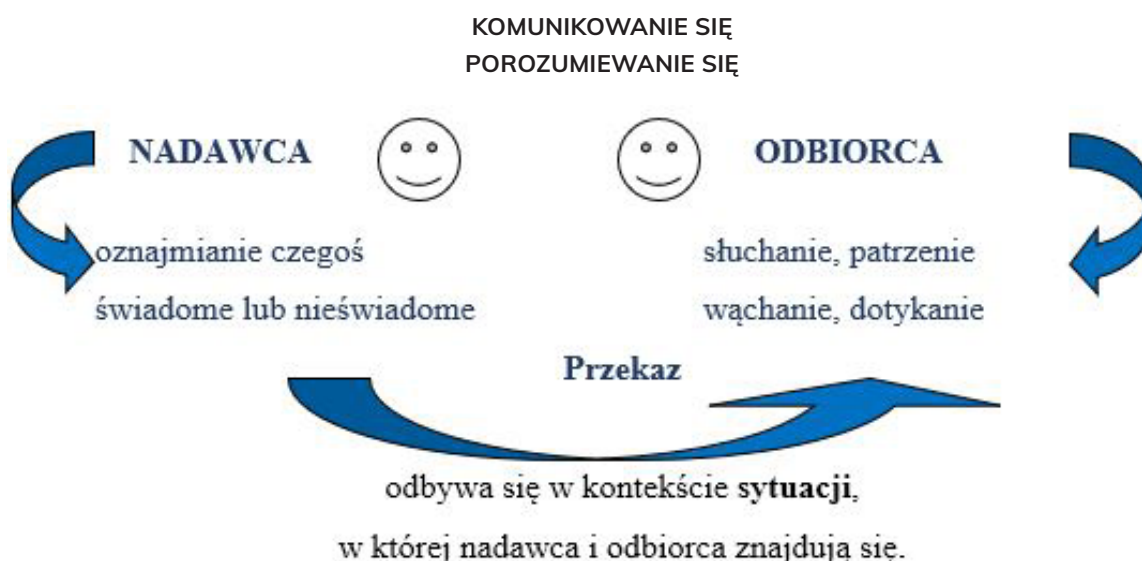 KOMUNIKOWANIE SIĘ
POROZUMIEWANIE SIĘ
NADAWCA
ODBIORCA
oznajmianie czegoś
słuchanie, patrzenie
świadome lub nieświadome
wąchanie, dotykanie
Przekaz
odbywa się w kontekście sytuacji,
w której nadawca i odbiorca znajdują się.